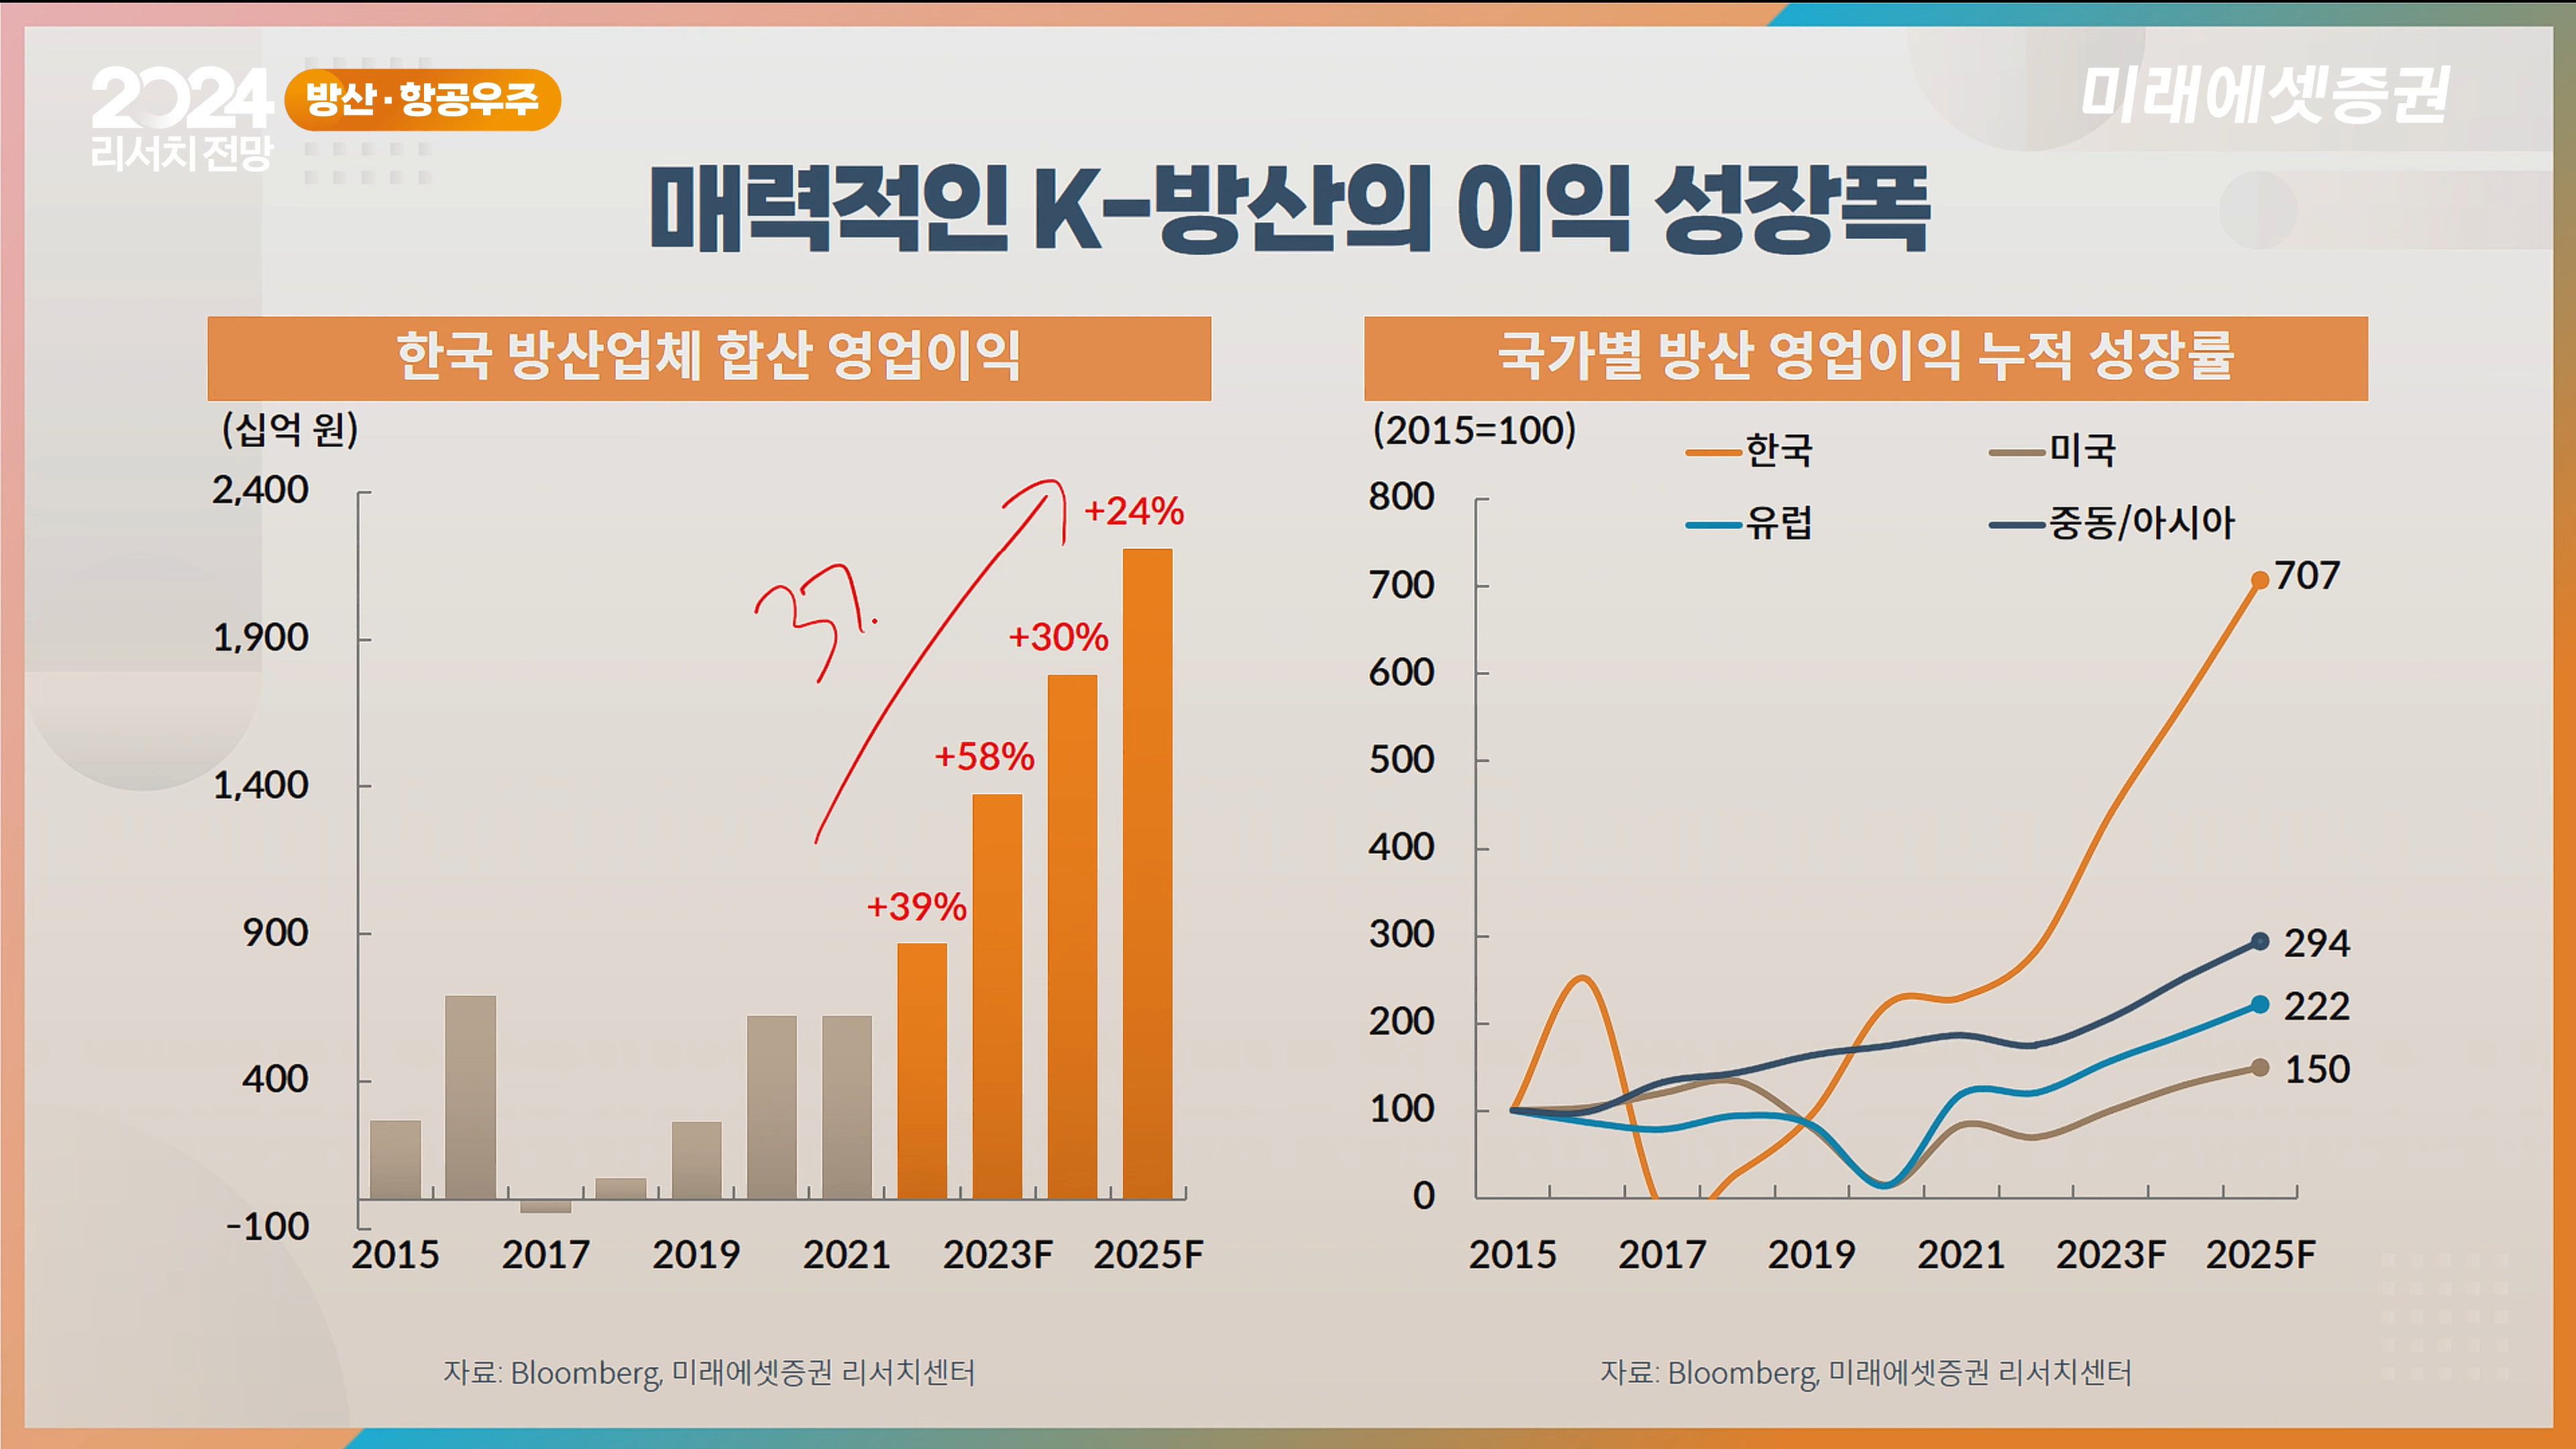 2024
리서치 전망
방산·항공우주
미래에셋증권
매력적인 K-방산의 이익 성장폭
한국 방산업체 합산 영업이익
(십억 원)
2,400
1,900
1,400
900
400
-100
37.
+39%
+58%
+30%
+24%
2015 2017 2019 2021 2023F 2025F
자료: Bloomberg, 미래에셋증권 리서치센터
국가별 방산 영업이익 누적 성장률
(2015=100)
한국 미국
유럽 중동/아시아
800
700
600
500
400
300
200
100
0
707
294
222
150
2015 2017 2019 2021 2023F 2025F
자료: Bloomberg, 미래에셋증권 리서치센터